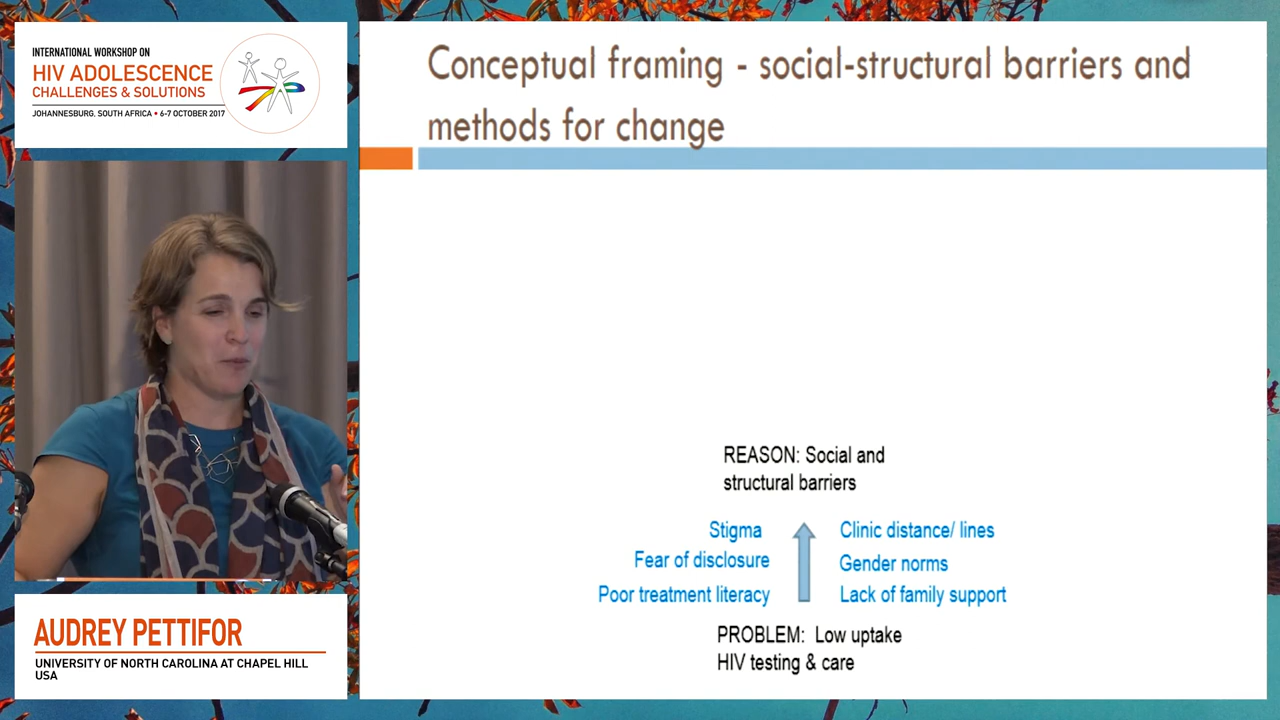 INTERNATIONAL WORKSHOP ON
HIV ADOLESCENCE
CHALLENGES & SOLUTIONS
JOHANNESBURG, SOUTH AFRICA • 6-7 OCTOBER 2017
AUDREY PETTIFOR
UNIVERSITY OF NORTH CAROLINA AT CHAPEL HILL
USA
Conceptual framing - social-structural barriers and
methods for change
REASON: Social and
structural barriers
Stigma
Fear of disclosure
Poor treatment literacy
Clinic distance/ lines
Gender norms
Lack of family support
PROBLEM: Low uptake
HIV testing & care